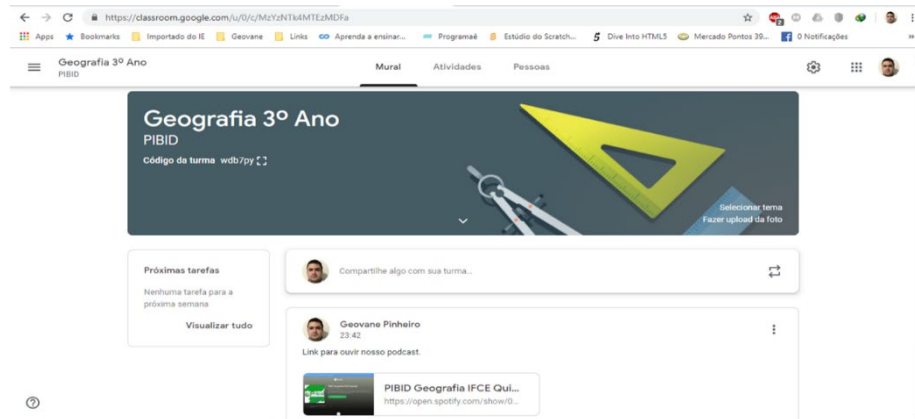 https://classroom.google.com/u/0/c/MzYzNTk4MTEzMDFa
Apps Bookmarks Importado do IE Geovane Links Aprenda a ensinar... Programaê Estúdio do Scratch... Dive Into HTML5 Mercado Pontos 39... 0 Notificações
Geografia 3º Ano
PIBID
Mural Atividades Pessoas
Geografia 3º Ano
PIBID
Código da turma wdb7py
Selecionar tema
Fazer upload da foto
Próximas tarefas
Nenhuma tarefa para a
próxima semana
Visualizar tudo
Compartilhe algo com sua turma...
Geovane Pinheiro
23:42
Link para ouvir nosso podcast.
PIBID Geografia IFCE Qui...
https://open.spotify.com/show/0...